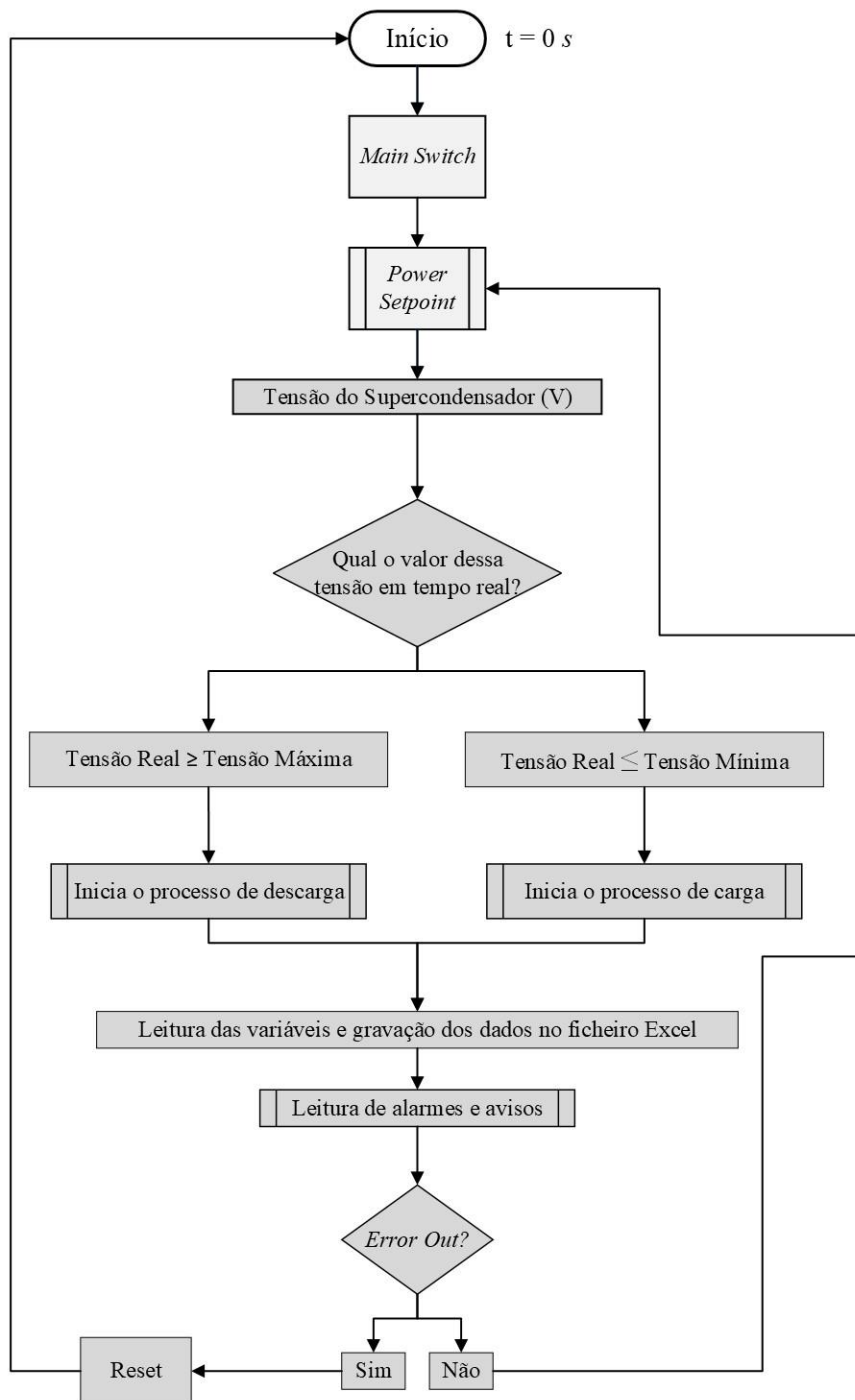 Início
t = 0 s
Main Switch
Power
Setpoint
Tensão do Supercondensador (V)
Qual o valor dessa
tensão em tempo real?
Tensão Real ≥ Tensão Máxima
Tensão Real ≤ Tensão Mínima
Inicia o processo de descarga
Inicia o processo de carga
Leitura das variáveis e gravação dos dados no ficheiro Excel
Leitura de alarmes e avisos
Error Out?
Reset
Sim
Não